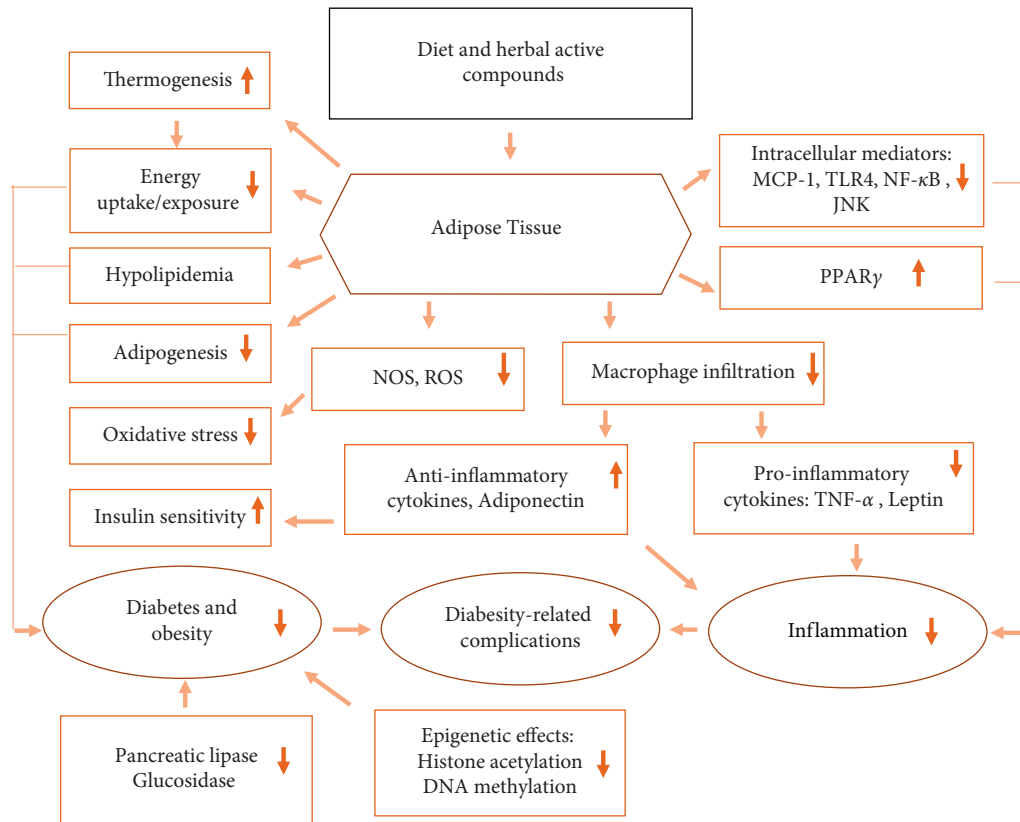 Diet and herbal active
compounds
Thermogenesis
Energy
uptake/exposure
Hypolipidemia
Adipogenesis
Oxidative stress
Insulin sensitivity
Adipose Tissue
Intracellular mediators:
MCP-1, TLR4, NF-κB ,
JNK
PPARγ
NOS, ROS
Macrophage infiltration
Anti-inflammatory
cytokines, Adiponectin
Pro-inflammatory
cytokines: TNF-α , Leptin
Diabetes and
obesity
Diabesity-related
complications
Inflammation
Pancreatic lipase
Glucosidase
Epigenetic effects:
Histone acetylation
DNA methylation